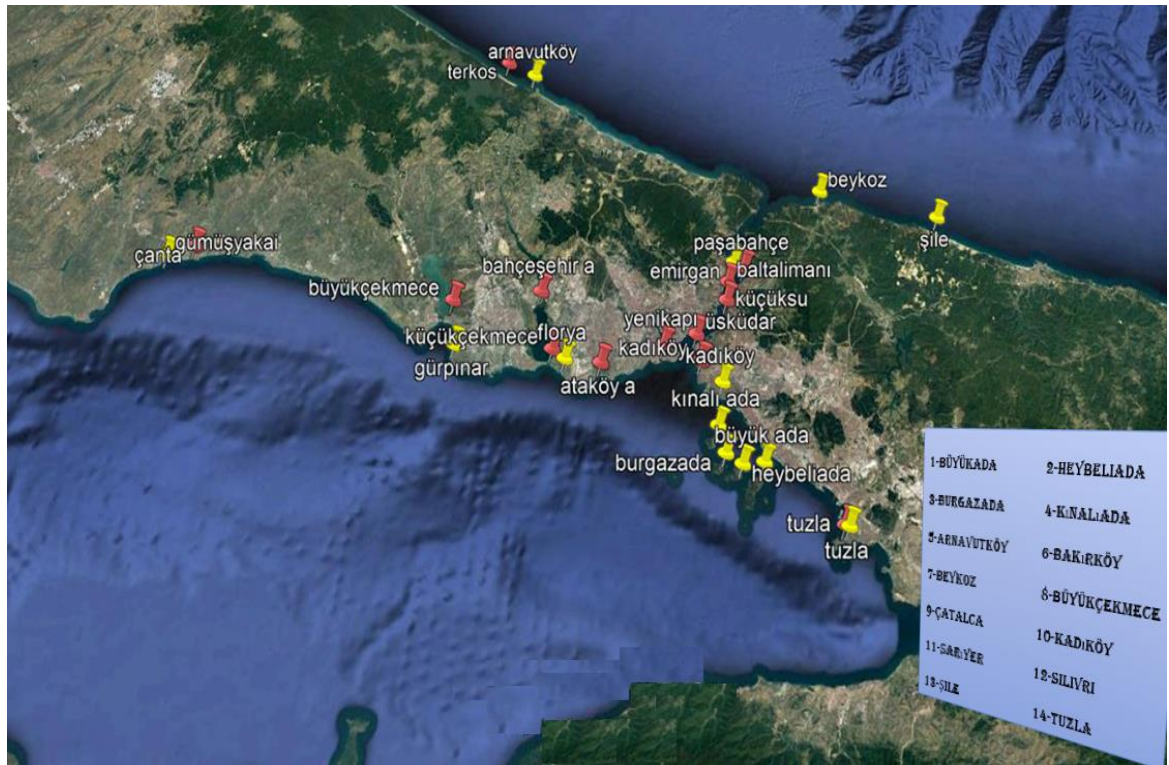 arnavutköy
terkos
beykoz
şile
çanta
gümüşyakai
paşabahçe
bahçeşehir a
emirgan
baltalimanı
büyükçekmece
küçüksu
yenikapı
üsküdar
küçükçekmece
florya
kadıköy
kadıköy
gürpınar
ataköy a
kınalı ada
büyük ada
burgazada
heybeliada
tuzla
tuzla
1-BÜYÜKADA
2-HEYBELIADA
3-BURGAZADA
4-KıNALıADA
5-ARNAVUTKÖY
6-BAKıRKÖY
7-BEYKOZ
8-BÜYÜKÇEKMECE
9-ÇATALCA
10-KADıKÖY
11-SARıYER
12-SILIVRI
13-ŞILE
14-TUZLA